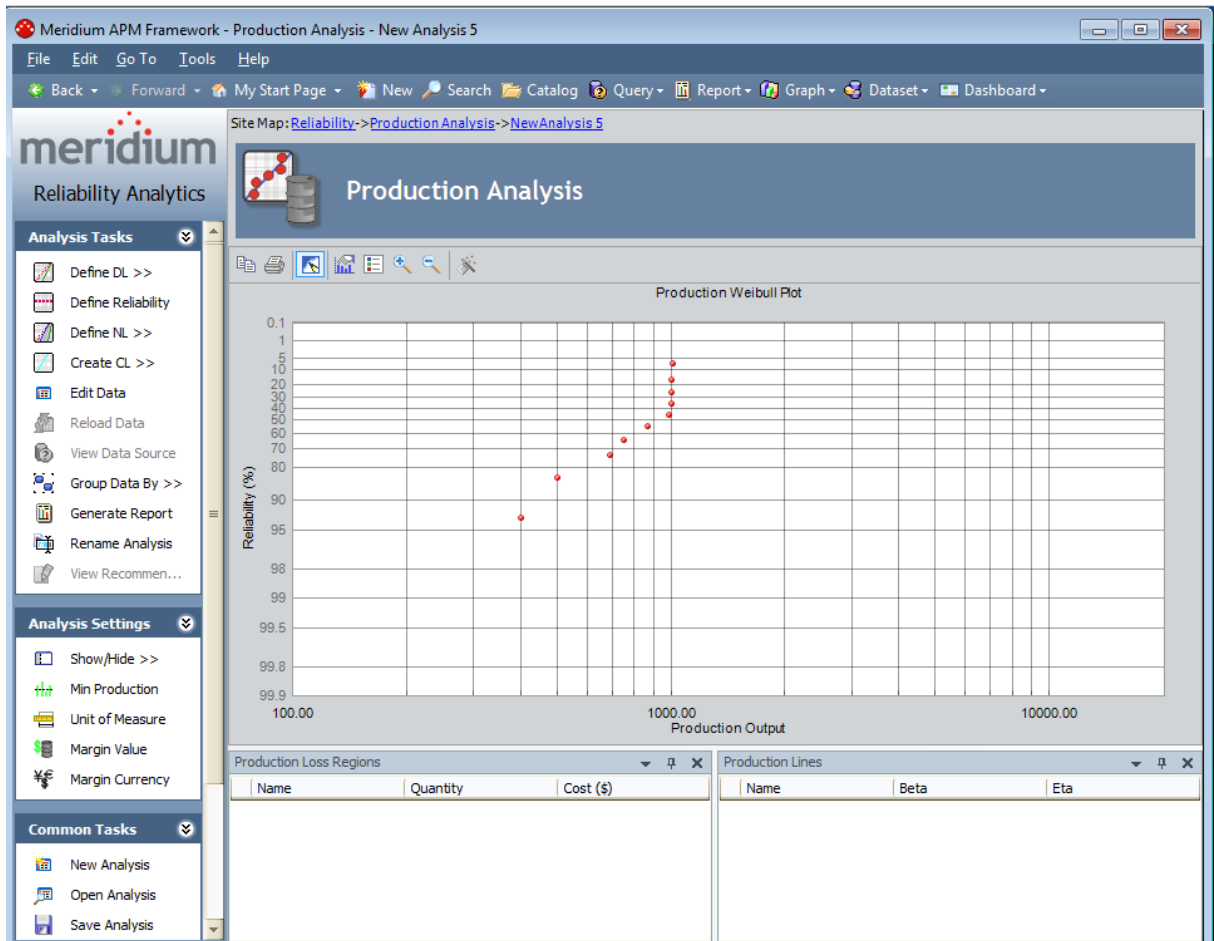 Meridium APM Framework - Production Analysis - New Analysis 5
File Edit Go To Tools Help
Back Forward My Start Page New Search Catalog Query Report Graph Dataset Dashboard
meridium
Reliability Analytics
Site Map: Reliability->Production Analysis->NewAnalysis 5
Production Analysis
Analysis Tasks
Define DL >>
Define Reliability
Define NL >>
Create CL >>
Edit Data
Reload Data
View Data Source
Group Data By >>
Generate Report
Rename Analysis
View Recommen...
Analysis Settings
Show/Hide >>
Min Production
Unit of Measure
Margin Value
Margin Currency
Common Tasks
New Analysis
Open Analysis
Save Analysis
Production Weibull Plot
Reliability (%)
0.1
1
5
10
20
30
40
50
60
70
80
90
95
98
99
99.5
99.8
99.9
100.00 1000.00 10000.00
Production Output
Production Loss Regions
Name Quantity Cost ($)
Production Lines
Name Beta Eta